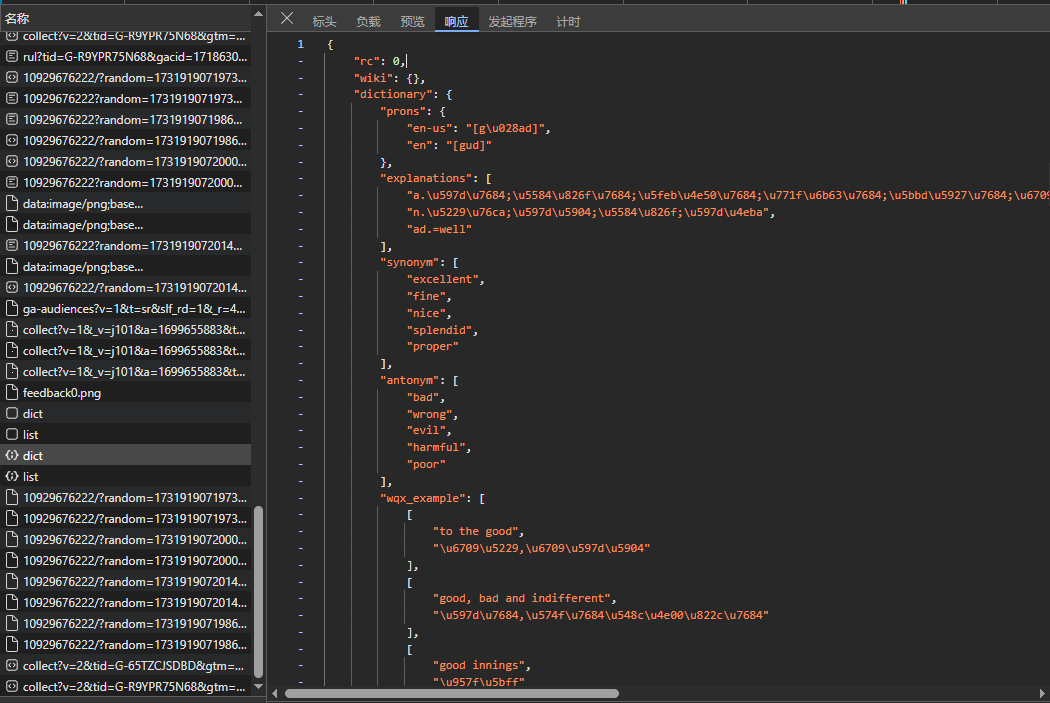 名称
collect?v=2&tid=G-R9YPR75N68&gtm=...
rul?tid=G-R9YPR75N68&gacid=1718630...
10929676222/?random=1731919071973...
10929676222?random=1731919071973...
10929676222?random=1731919071986...
10929676222/?random=1731919071986...
10929676222/?random=1731919072000...
10929676222?random=1731919072000...
data:image/png;base...
data:image/png;base...
10929676222?random=1731919072014...
data:image/png;base...
10929676222/?random=1731919072014...
ga-audiences?v=1&t=sr&slf_rd=1&_r=4...
collect?v=1&_v=j101&a=1699655883&t...
collect?v=1&_v=j101&a=1699655883&t...
collect?v=1&_v=j101&a=1699655883&t...
feedback0.png
dict
list
dict
list
10929676222/?random=1731919071973...
10929676222/?random=1731919071973...
10929676222/?random=1731919072000...
10929676222/?random=1731919072000...
10929676222/?random=1731919072014...
10929676222/?random=1731919072014...
10929676222/?random=1731919071986...
10929676222/?random=1731919071986...
collect?v=2&tid=G-65TZCJSDBD&gtm=...
collect?v=2&tid=G-R9YPR75N68&gtm=...
标头 负载 预览 响应 发起程序 计时
1 {
- "rc": 0,
- "wiki": {},
- "dictionary": {
- "prons": {
- "en-us": "[g\u028ad]",
- "en": "[gud]"
- },
- "explanations": [
- "a.\u597d\u7684;\u5584\u826f\u7684;\u5feb\u4e50\u7684;\u771f\u6b63\u7684;\u5bbd\u5927\u7684;\u6709
- "n.\u5229\u76ca;\u597d\u5904;\u5584\u826f;\u597d\u4eba",
- "ad.=well"
- ],
- "synonym": [
- "excellent",
- "fine",
- "nice",
- "splendid",
- "proper"
- ],
- "antonym": [
- "bad",
- "wrong",
- "evil",
- "harmful",
- "poor"
- ],
- "wqx_example": [
- [
- "to the good",
- "\u6709\u5229,\u6709\u597d\u5904"
- ],
- [
- "good, bad and indifferent",
- "\u597d\u7684,\u574f\u7684\u548c\u4e00\u822c\u7684"
- ],
- [
- "good innings",
- "\u957f\u5bff"